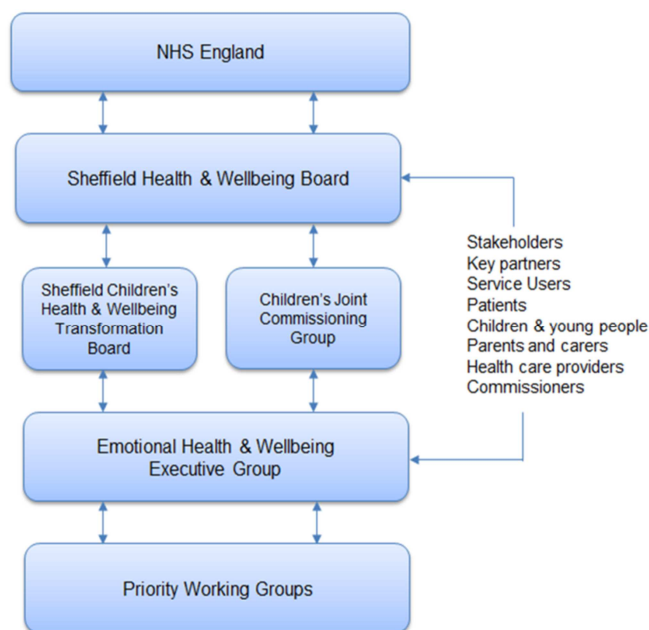 NHS England
Sheffield Health & Wellbeing Board
Sheffield Children's
Health & Wellbeing
Transformation
Board
Children's Joint
Commissioning
Group
Stakeholders
Key partners
Service Users
Patients
Children & young people
Parents and carers
Health care providers
Commissioners
Emotional Health & Wellbeing
Executive Group
Priority Working Groups